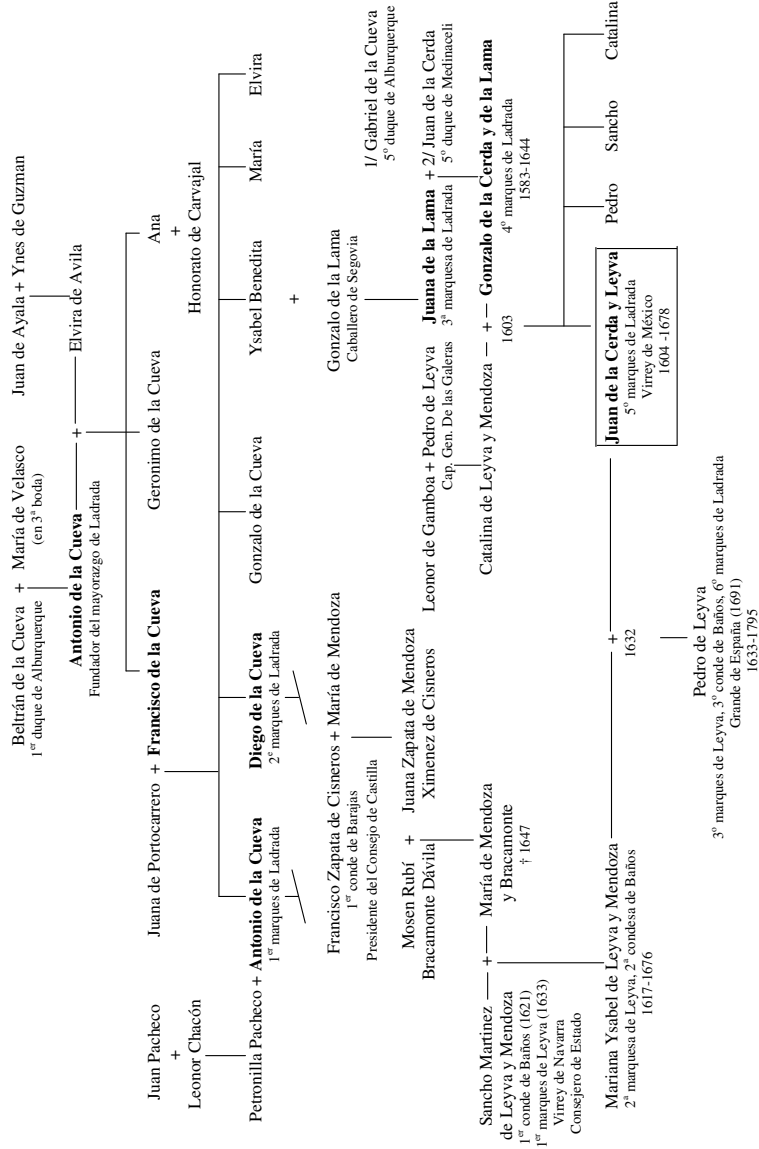 Beltrán de la Cueva + María de Velasco
1er duque de Alburquerque
(en 3ª boda)
Juan de Ayala + Ynes de Guzman
Antonio de la Cueva + Elvira de Avila
Fundador del mayorazgo de Ladrada
Juan Pacheco
+
Leonor Chacón
Juana de Portocarrero + Francisco de la Cueva
Geronimo de la Cueva
Ana
+
Honorato de Carvajal
Petronilla Pacheco + Antonio de la Cueva
1er marques de Ladrada
Diego de la Cueva
2e marques de Ladrada
Gonzalo de la Cueva
Ysabel Benedita
María
Elvira
+
Gonzalo de la Lama
Caballero de Segovia
1/ Gabriel de la Cueva
5º duque de Alburquerque
Francisco Zapata de Cisneros + María de Mendoza
1er conde de Barajas
Presidente del Consejo de Castilla
Juana de la Lama + 2/ Juan de la Cerda
3ª marquesa de Ladrada
5º duque de Medinaceli
Mosen Rubí + Juana Zapata de Mendoza
Bracamonte Dávila
Ximenez de Cisneros
Leonor de Gamboa + Pedro de Leyva
Cap. Gen. De las Galeras
Sancho Martinez + María de Mendoza
de Leyva y Mendoza
y Bracamonte
1er conde de Baños (1621)
† 1647
1er marques de Leyva (1633)
Virrey de Navarra
Consejero de Estado
Catalina de Leyva y Mendoza + Gonzalo de la Cerda y de la Lama
1603
4º marques de Ladrada
1583-1644
Mariana Ysabel de Leyva y Mendoza
2ª marquesa de Leyva, 2ª condesa de Baños
1617-1676
+
1632
Juan de la Cerda y Leyva
5º marques de Ladrada
Virrey de México
1604 -1678
Pedro
Sancho
Catalina
Pedro de Leyva
3º marques de Leyva, 3º conde de Baños, 6º marques de Ladrada
Grande de España (1691)
1633-1795